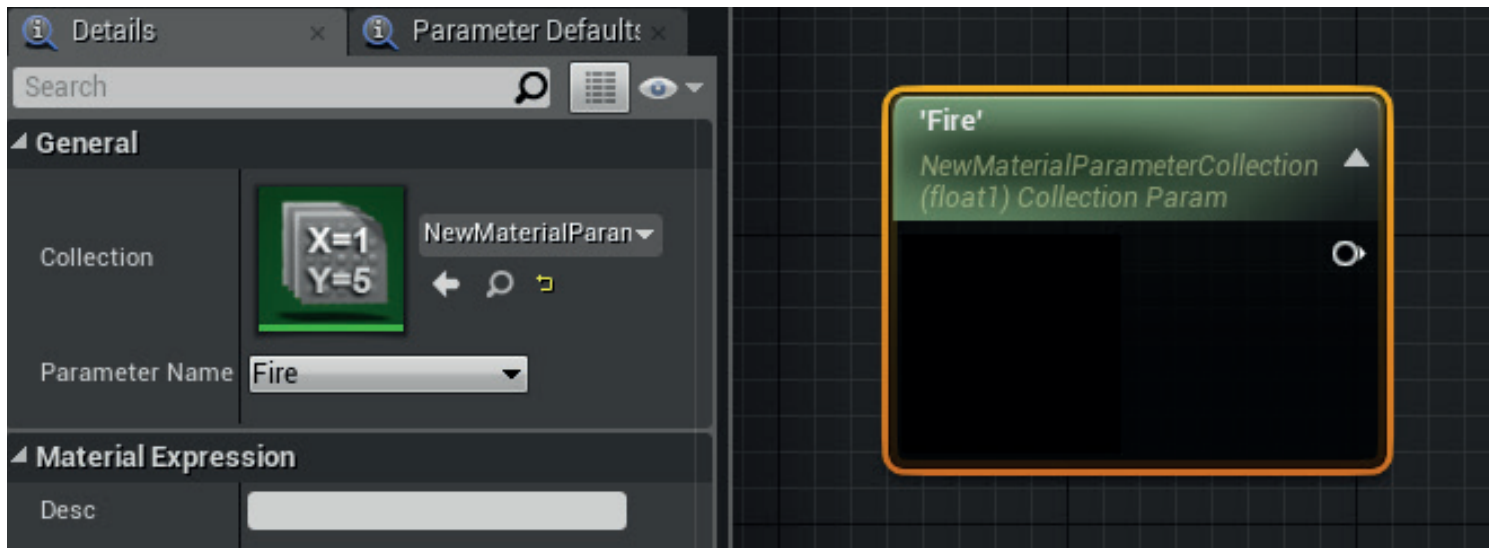 Details
Parameter Defaults
Search
General
Collection
X=1
Y=5
NewMaterialParan
Parameter Name
Fire
Material Expression
Desc
'Fire'
NewMaterialParameterCollection
(float1) Collection Param